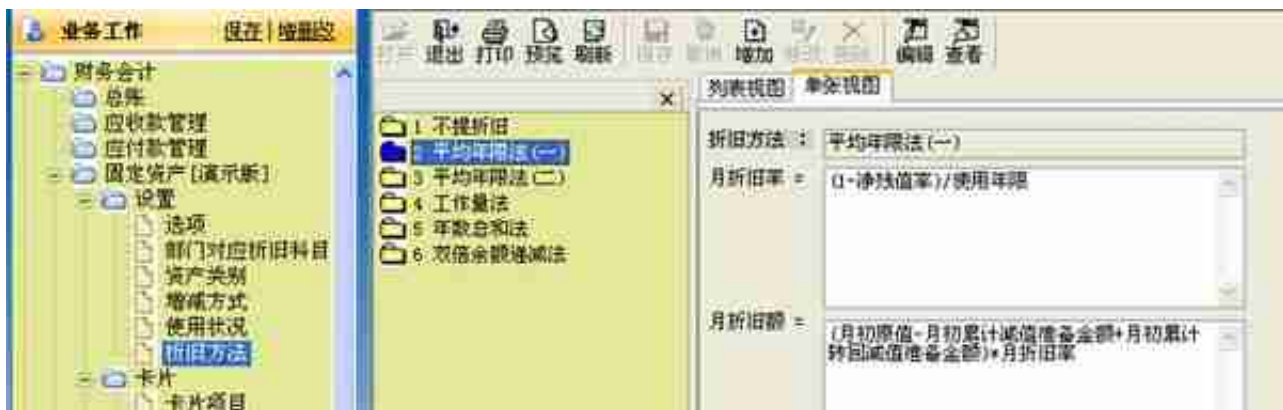 业务工作
保存 | 增量改
财务会计
总账
应收款管理
应付款管理
固定资产[演示版]
设置
选项
部门对应折旧科目
资产类别
增减方式
使用状况
折旧方法
卡片
卡片项目
退出 打印 预览 刷新 增加 编辑 查看
1 不提折旧
2 平均年限法(一)
3 平均年限法(二)
4 工作量法
5 年数总和法
6 双倍余额递减法
列表视图 单张视图
折旧方法 : 平均年限法(一)
月折旧率 = (1-净残值率)/使用年限
月折旧额 = (月初原值-月初累计减值准备金额+月初累计
转回减值准备金额)*月折旧率